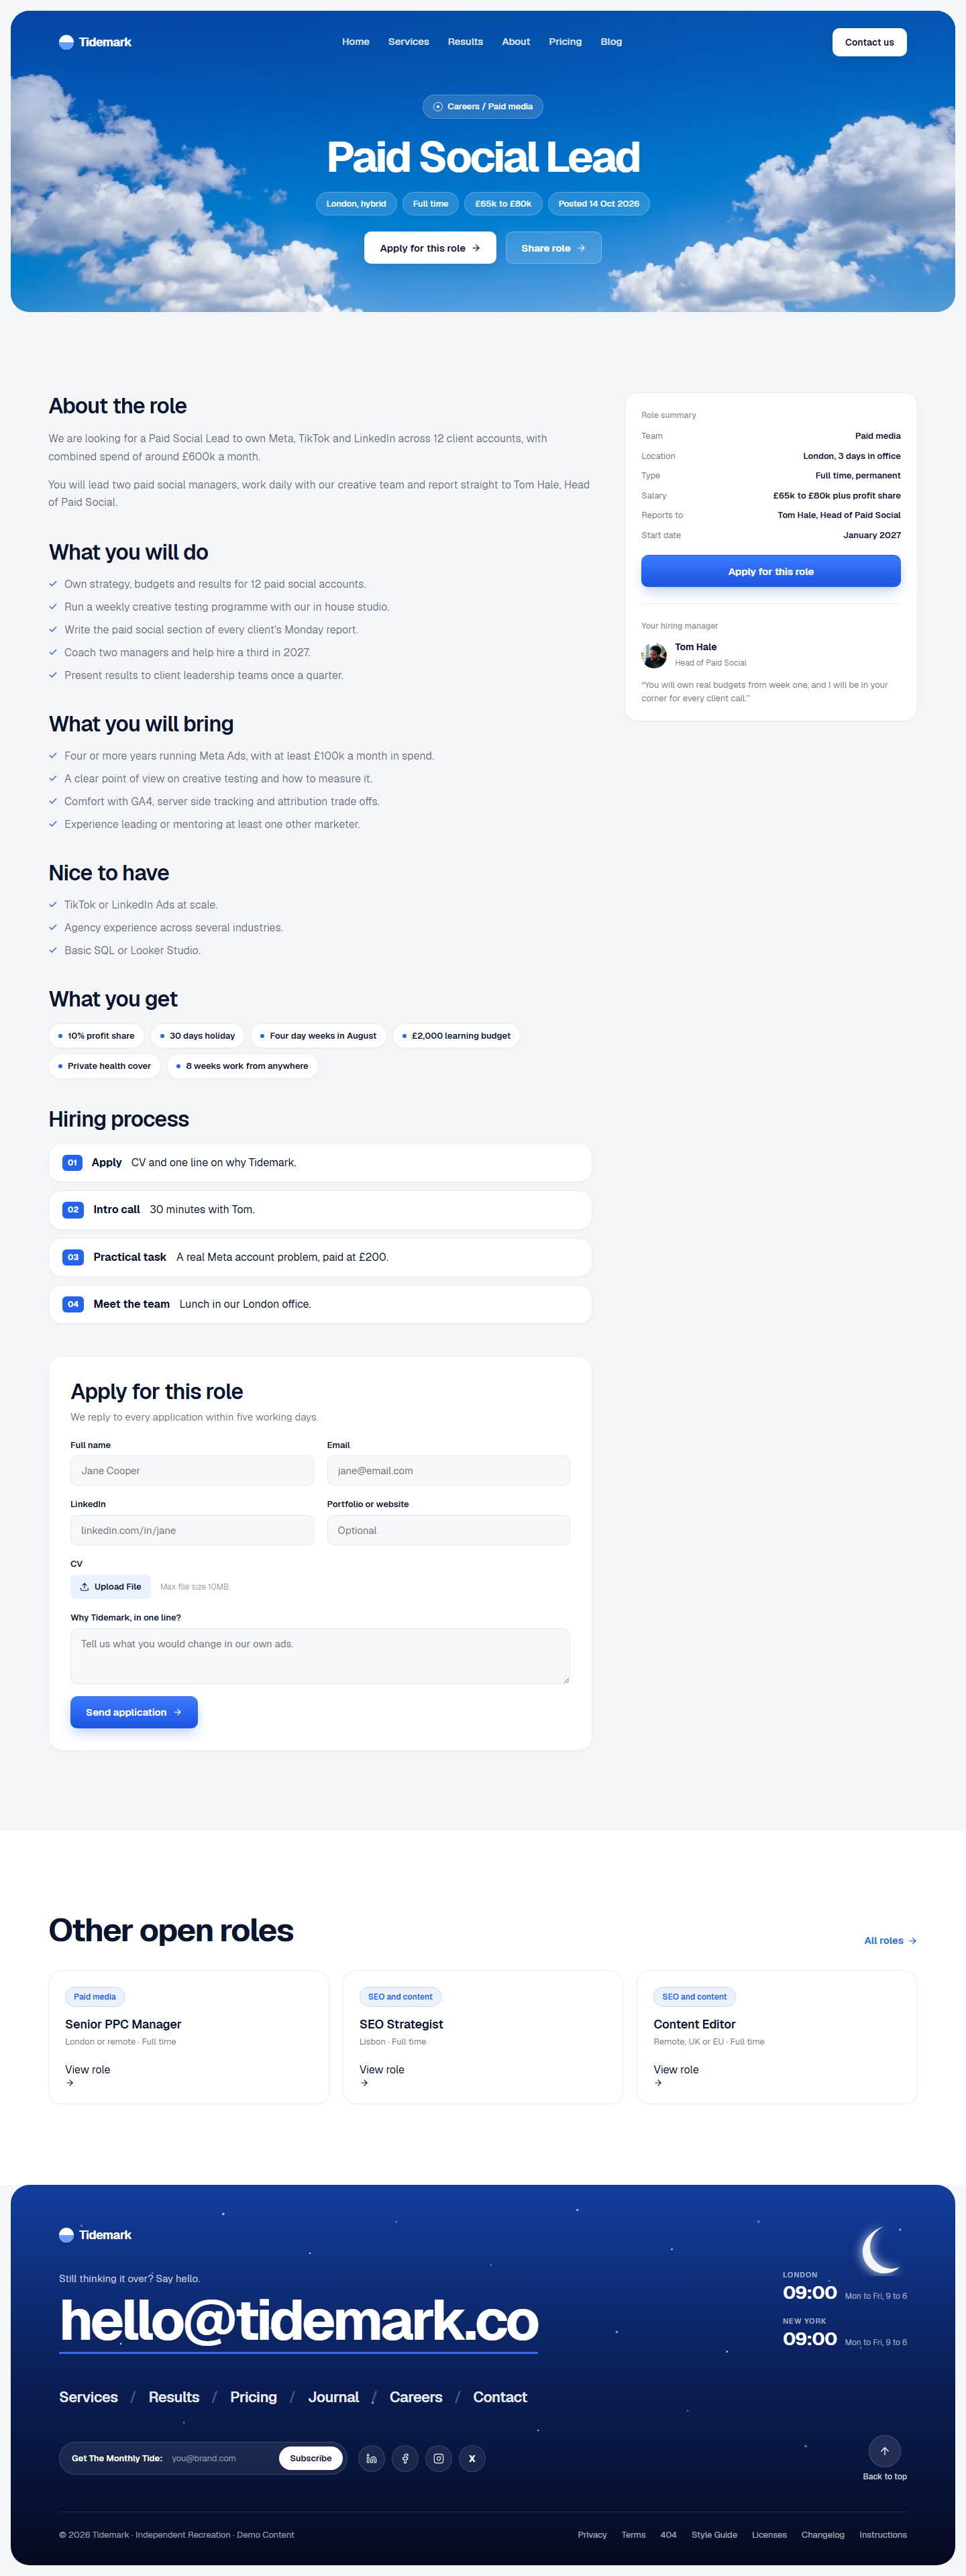 Tidemark
Home Services Results About Pricing Blog
Contact us
Careers / Paid media
Paid Social Lead
London, hybrid Full time £65k to £80k Posted 14 Oct 2026
Apply for this role Share role
About the role
We are looking for a Paid Social Lead to own Meta, TikTok and LinkedIn across 12 client accounts, with
combined spend of around £600k a month.
You will lead two paid social managers, work daily with our creative team and report straight to Tom Hale, Head
of Paid Social.
What you will do
Own strategy, budgets and results for 12 paid social accounts.
Run a weekly creative testing programme with our in house studio.
Write the paid social section of every client's Monday report.
Coach two managers and help hire a third in 2027.
Present results to client leadership teams once a quarter.
What you will bring
Four or more years running Meta Ads, with at least £100k a month in spend.
A clear point of view on creative testing and how to measure it.
Comfort with GA4, server side tracking and attribution trade offs.
Experience leading or mentoring at least one other marketer.
Nice to have
TikTok or LinkedIn Ads at scale.
Agency experience across several industries.
Basic SQL or Looker Studio.
What you get
10% profit share 30 days holiday Four day weeks in August £2,000 learning budget
Private health cover 8 weeks work from anywhere
Hiring process
01 Apply CV and one line on why Tidemark.
02 Intro call 30 minutes with Tom.
03 Practical task A real Meta account problem, paid at £200.
04 Meet the team Lunch in our London office.
Role summary
Team Paid media
Location London, 3 days in office
Type Full time, permanent
Salary £65k to £80k plus profit share
Reports to Tom Hale, Head of Paid Social
Start date January 2027
Apply for this role
Your hiring manager
Tom Hale
Head of Paid Social
“You will own real budgets from week one, and I will be in your
corner for every client call.”
Apply for this role
We reply to every application within five working days.
Full name Email
Jane Cooper jane@email.com
LinkedIn Portfolio or website
linkedin.com/in/jane Optional
CV
Upload File Max file size 10MB.
Why Tidemark, in one line?
Tell us what you would change in our own ads.
Send application
Other open roles
All roles
Paid media
Senior PPC Manager
London or remote · Full time
View role
SEO and content
SEO Strategist
Lisbon · Full time
View role
SEO and content
Content Editor
Remote, UK or EU · Full time
View role
Tidemark
Still thinking it over? Say hello.
hello@tidemark.co
LONDON
09:00 Mon to Fri, 9 to 6
NEW YORK
09:00 Mon to Fri, 9 to 6
Services / Results / Pricing / Journal / Careers / Contact
Get The Monthly Tide: you@brand.com Subscribe
in f X
Back to top
© 2026 Tidemark · Independent Recreation · Demo Content
Privacy Terms 404 Style Guide Licenses Changelog Instructions